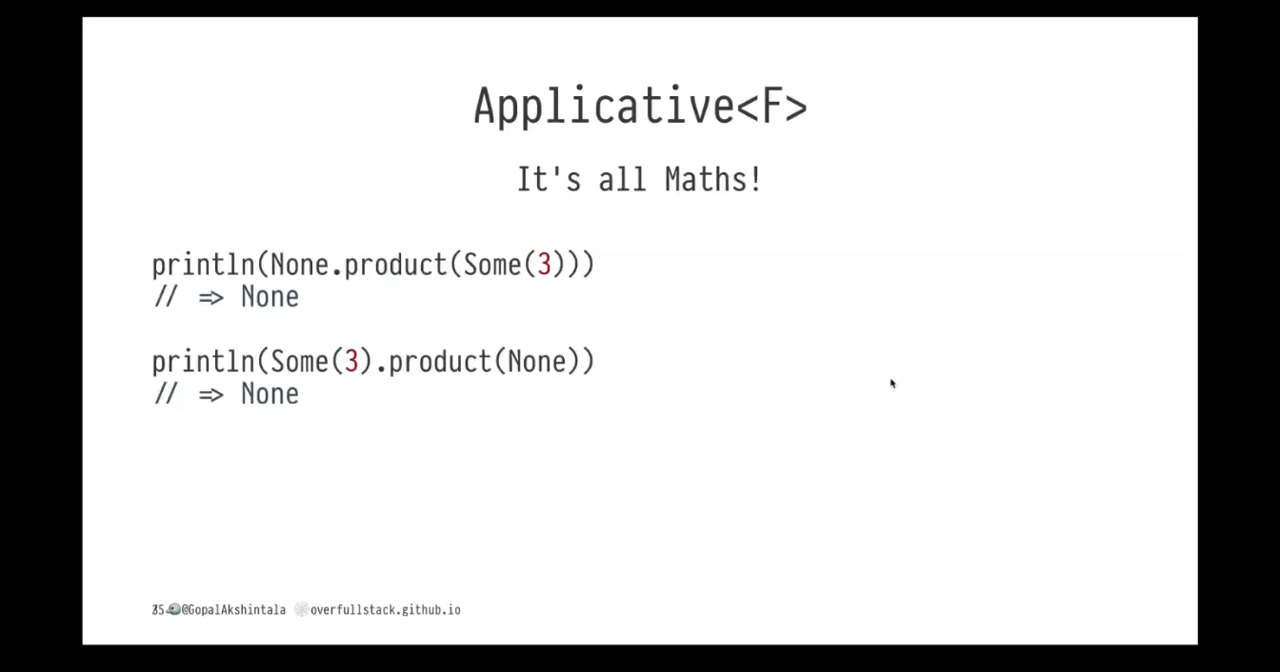 Applicative<F>
It's all Maths!
println(None.product(Some(3)))
// => None
println(Some(3).product(None))
// => None
@GopalAkshintala overfullstack.github.io